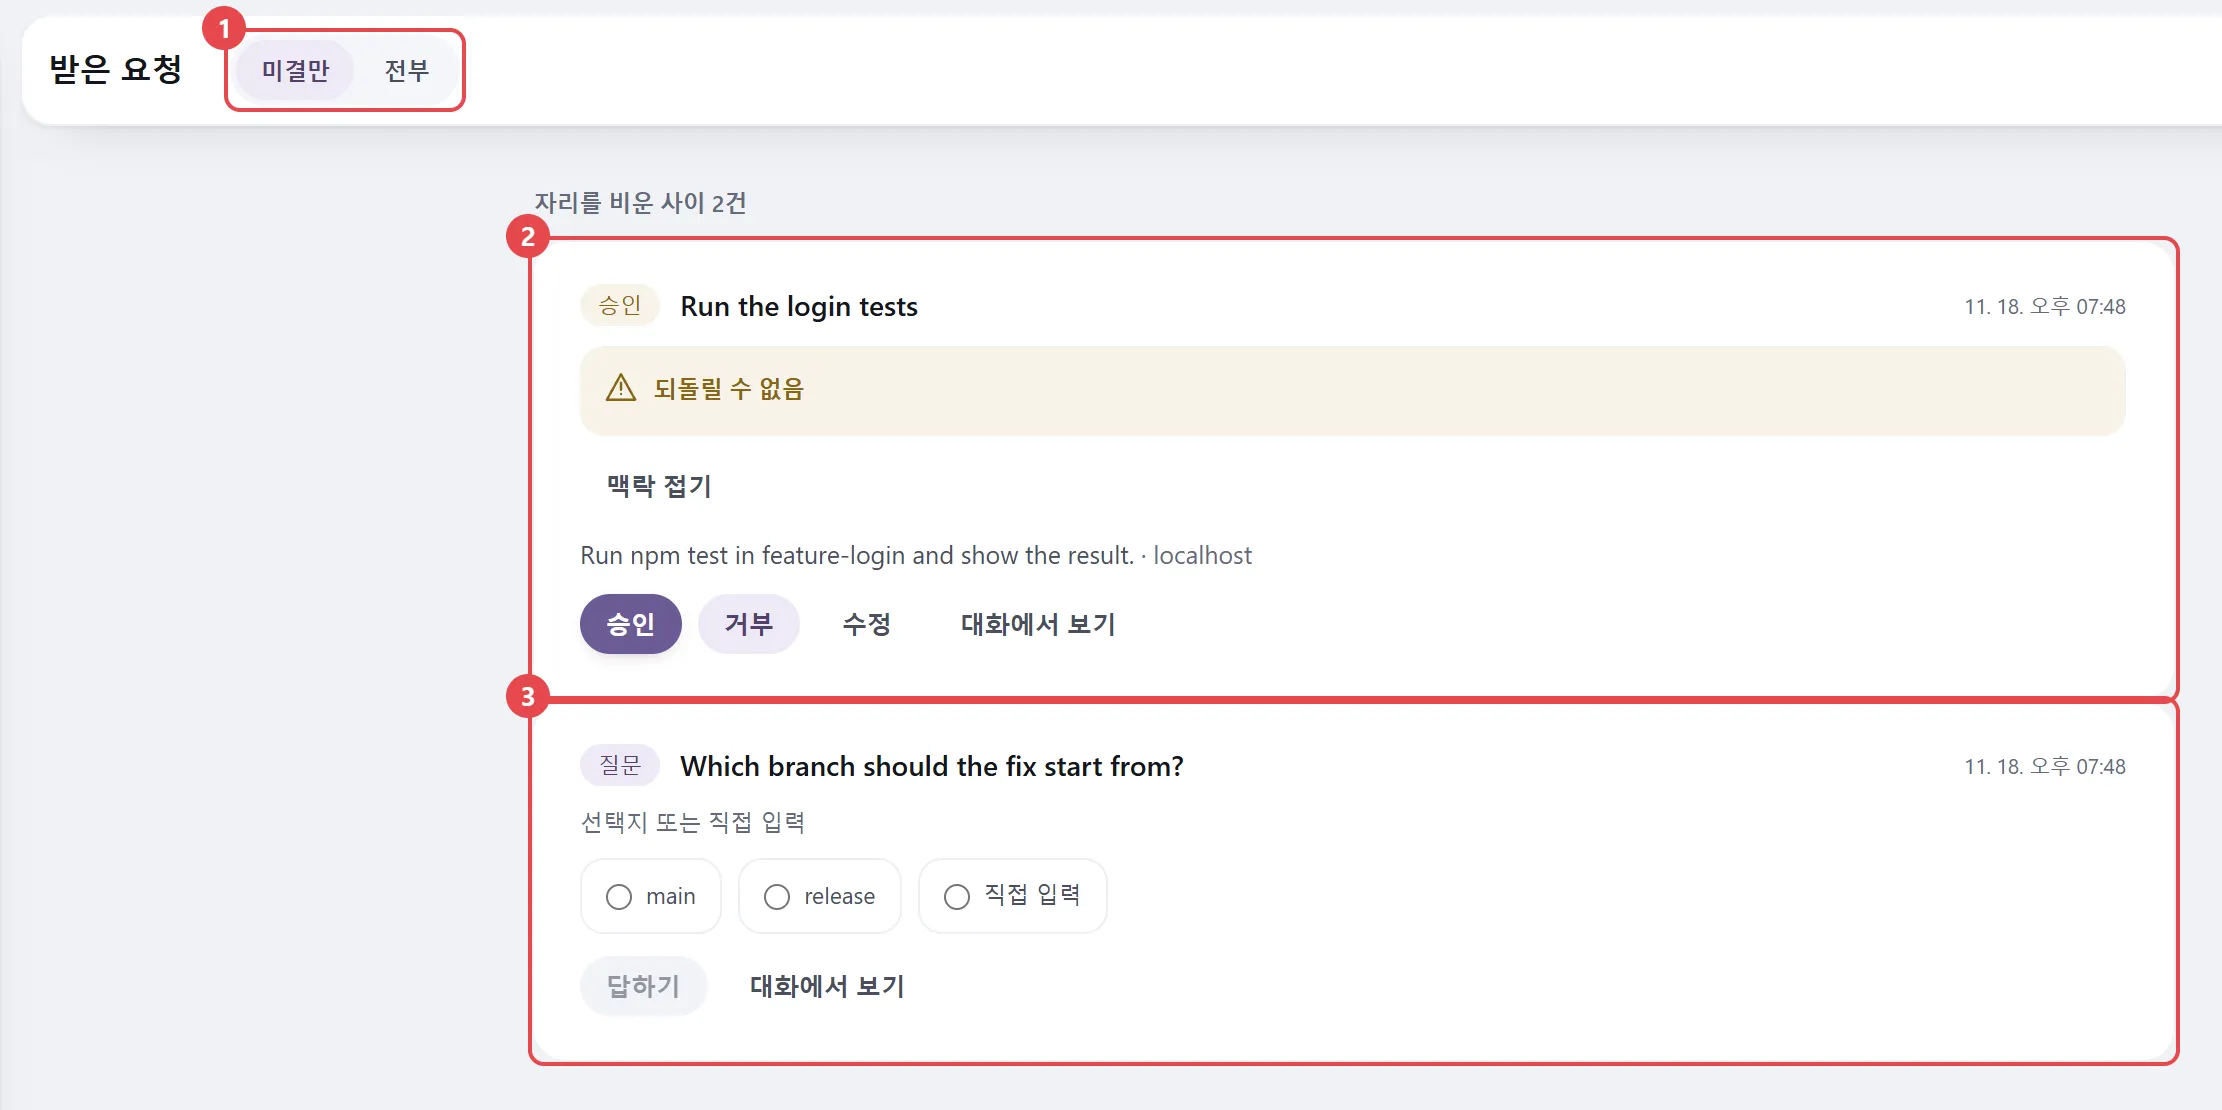 1
받은 요청 미결만 전부
자리를 비운 사이 2건
2
승인 Run the login tests 11. 18. 오후 07:48
되돌릴 수 없음
맥락 접기
Run npm test in feature-login and show the result. · localhost
승인 거부 수정 대화에서 보기
3
질문 Which branch should the fix start from? 11. 18. 오후 07:48
선택지 또는 직접 입력
main release 직접 입력
답하기 대화에서 보기